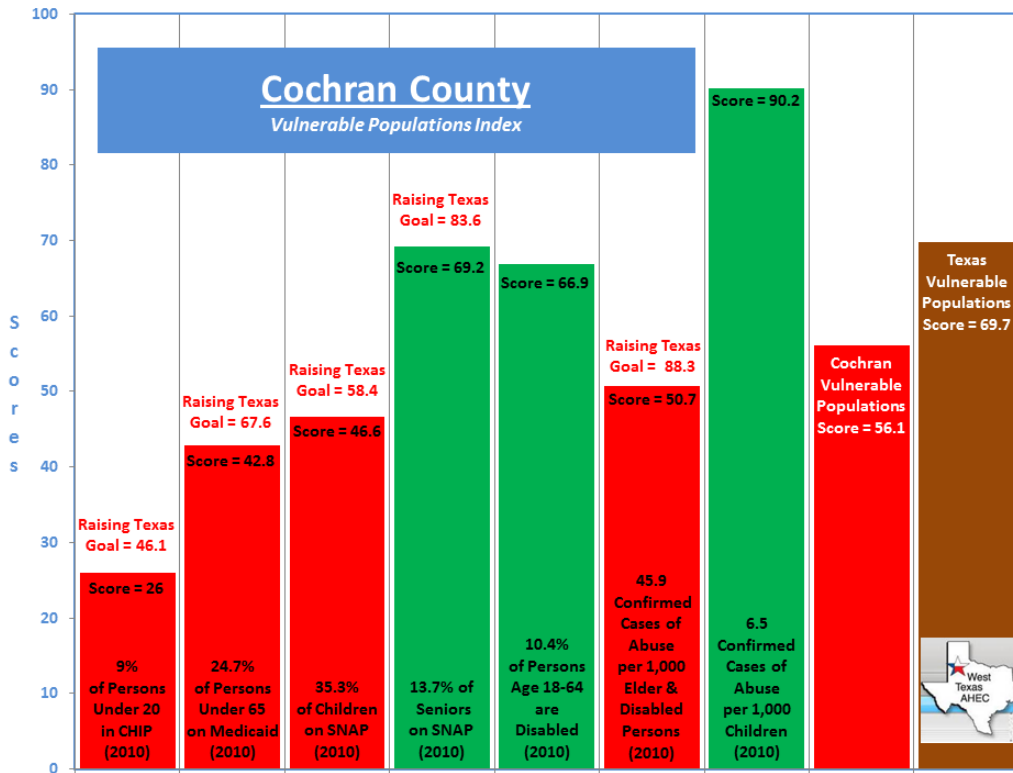 100
90
80
70
60
50
40
30
20
10
0
Scores
Cochran County
Vulnerable Populations Index
Raising Texas
Goal = 46.1
Score = 26
9%
of Persons
Under 20
in CHIP
(2010)
Raising Texas
Goal = 67.6
Score = 42.8
24.7%
of Persons
Under 65
on Medicaid
(2010)
Raising Texas
Goal = 58.4
Score = 46.6
35.3%
of Children
on SNAP
(2010)
Raising Texas
Goal = 83.6
Score = 69.2
13.7% of
Seniors
on SNAP
(2010)
Score = 66.9
10.4%
of Persons
Age 18-64
are
Disabled
(2010)
Raising Texas
Goal = 88.3
Score = 50.7
45.9
Confirmed
Cases of
Abuse
per 1,000
Elder &
Disabled
Persons
(2010)
Score = 90.2
6.5
Confirmed
Cases of
Abuse
per 1,000
Children
(2010)
Cochran
Vulnerable
Populations
Score = 56.1
Texas
Vulnerable
Populations
Score = 69.7
West
Texas
AHEC